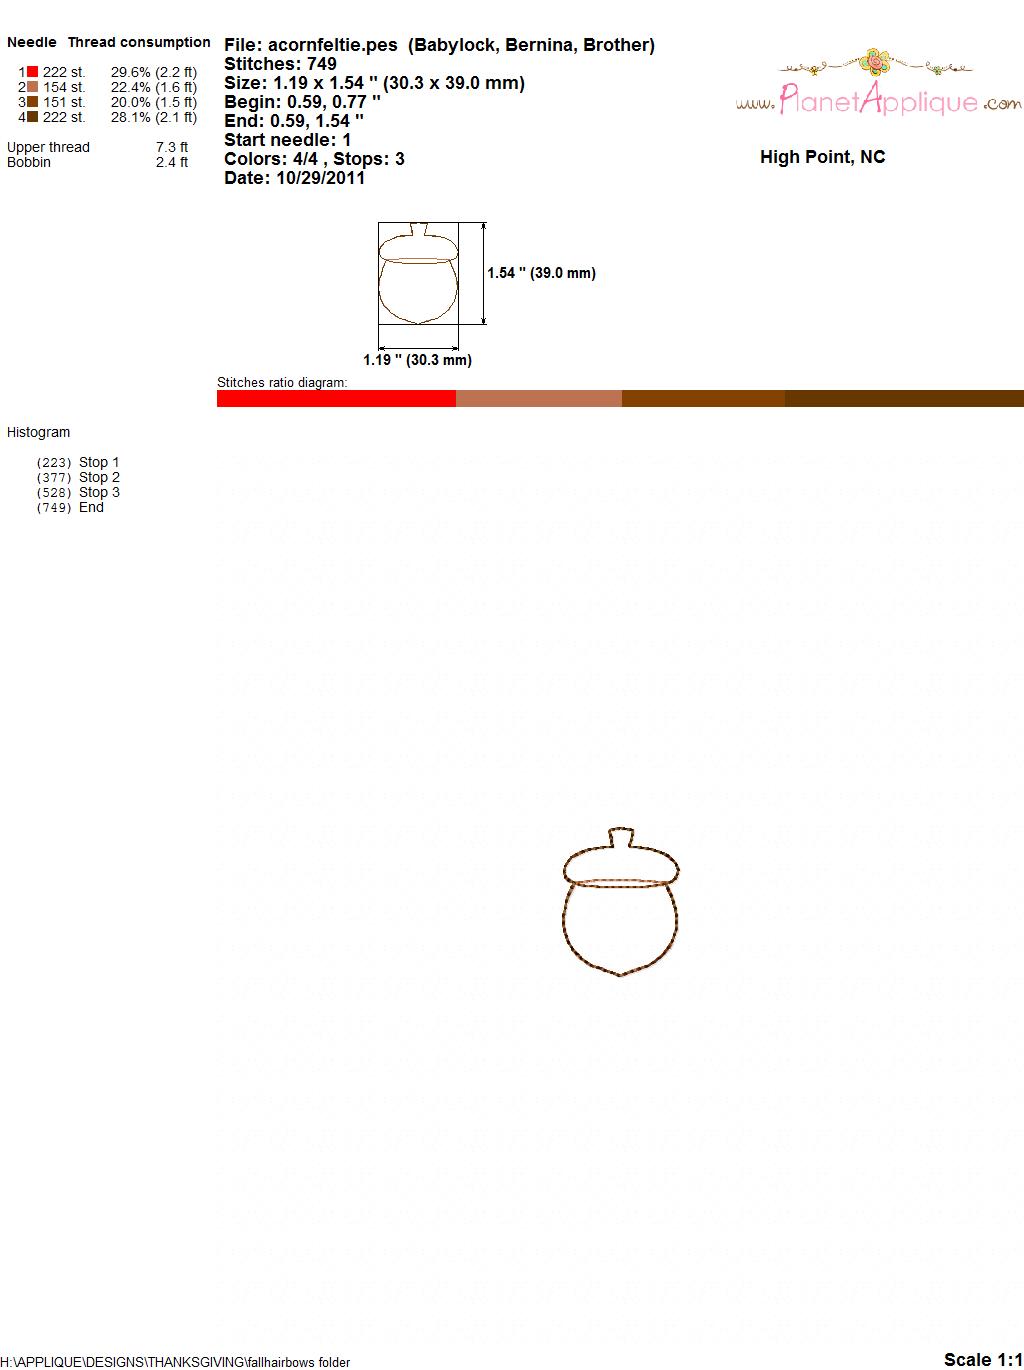 Needle Thread consumption
1 222 st. 29.6% (2.2 ft)
2 154 st. 22.4% (1.6 ft)
3 151 st. 20.0% (1.5 ft)
4 222 st. 28.1% (2.1 ft)
Upper thread 7.3 ft
Bobbin 2.4 ft
File: acornfeltie.pes (Babylock, Bernina, Brother)
Stitches: 749
Size: 1.19 x 1.54 " (30.3 x 39.0 mm)
Begin: 0.59, 0.77 "
End: 0.59, 1.54 "
Start needle: 1
Colors: 4/4 , Stops: 3
Date: 10/29/2011
www.PlanetApplique.com
High Point, NC
1.54 " (39.0 mm)
1.19 " (30.3 mm)
Stitches ratio diagram:
Histogram
(223) Stop 1
(377) Stop 2
(528) Stop 3
(749) End
H:\APPLIQUE\DESIGNS\THANKSGIVING\fallhairbows folder
Scale 1:1